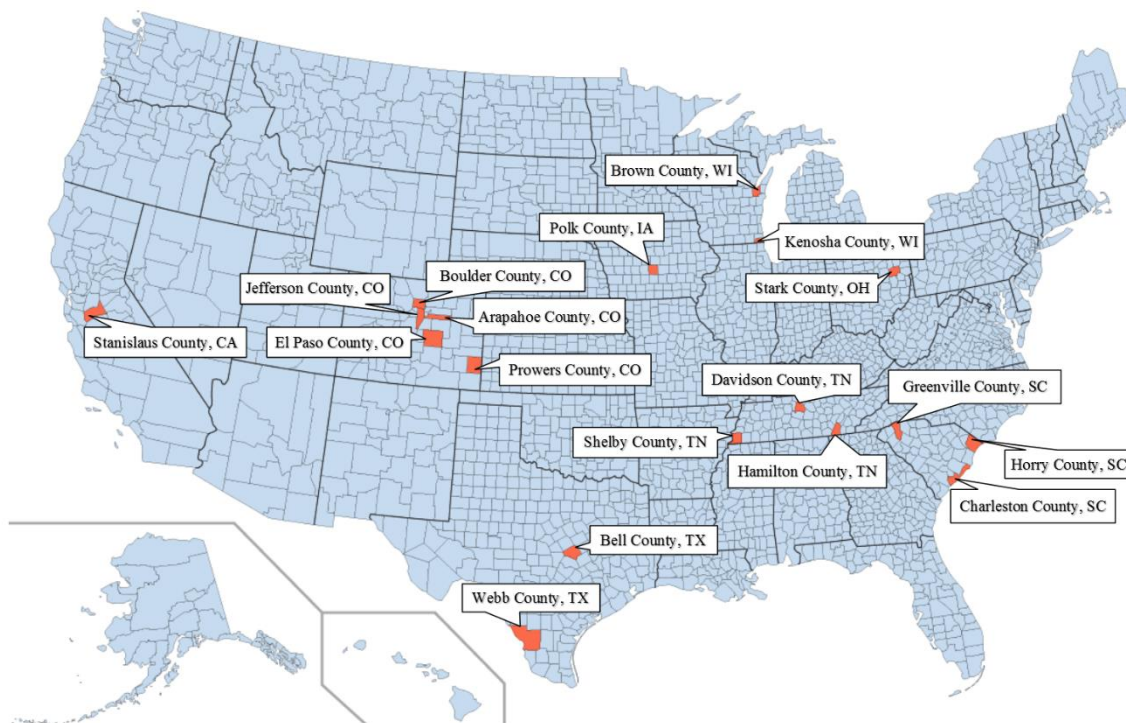 Brown County, WI
Polk County, IA
Kenosha County, WI
Boulder County, CO
Jefferson County, CO
Stark County, OH
Arapahoe County, CO
Stanislaus County, CA
El Paso County, CO
Prowers County, CO
Davidson County, TN
Greenville County, SC
Shelby County, TN
Hamilton County, TN
Horry County, SC
Charleston County, SC
Bell County, TX
Webb County, TX